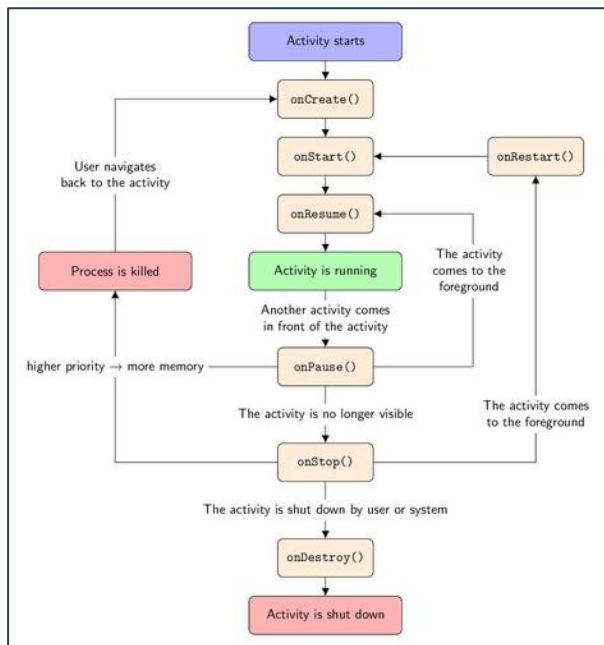 Activity starts
onCreate()
onStart()
onRestart()
User navigates
back to the activity
onResume()
The activity
comes to the
foreground
Process is killed
Activity is running
Another activity comes
in front of the activity
higher priority → more memory
onPause()
The activity is no longer visible
The activity comes
to the foreground
onStop()
The activity is shut down by user or system
onDestroy()
Activity is shut down